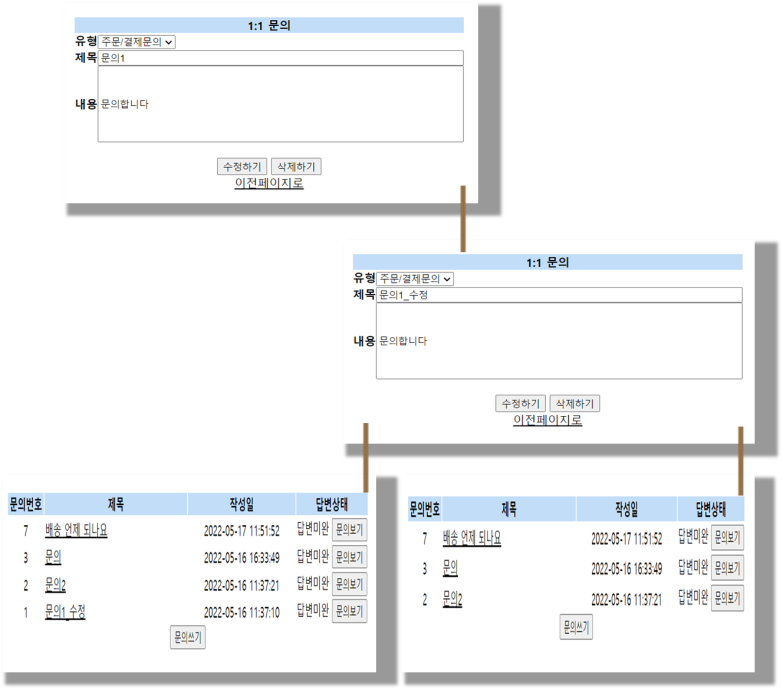 1:1 문의
유형 주문/결제문의
제목 문의1
내용 문의합니다
수정하기 삭제하기
이전페이지로
1:1 문의
유형 주문/결제문의
제목 문의1_수정
내용 문의합니다
수정하기 삭제하기
이전페이지로
문의번호 제목 작성일 답변상태
7 배송 언제 되나요 2022-05-17 11:51:52 답변미완 문의보기
3 문의 2022-05-16 16:33:49 답변미완 문의보기
2 문의2 2022-05-16 11:37:21 답변미완 문의보기
1 문의1_수정 2022-05-16 11:37:10 답변미완 문의보기
문의쓰기
문의번호 제목 작성일 답변상태
7 배송 언제 되나요 2022-05-17 11:51:52 답변미완 문의보기
3 문의 2022-05-16 16:33:49 답변미완 문의보기
2 문의2 2022-05-16 11:37:21 답변미완 문의보기
문의쓰기